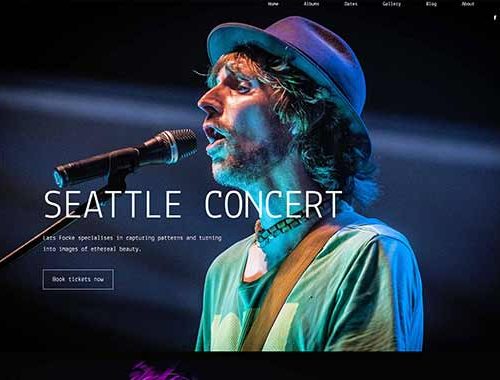 Home Albums Dates Gallery Blog About
SEATTLE CONCERT
Lars Focke specialises in capturing patterns and turning
into images of ethereal beauty.
Book tickets now